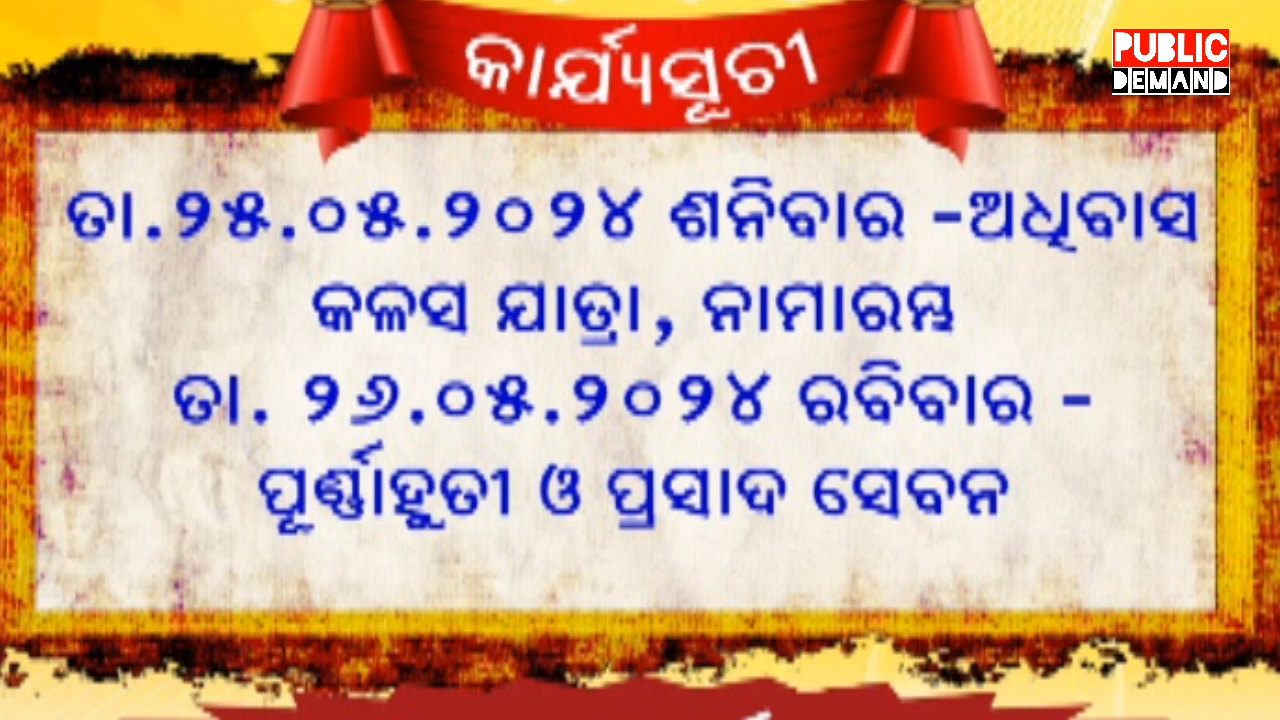 କାର୍ଯ୍ୟସୂଚୀ
PUBLIC
DEMAND
ତା.୨୫.୦୫.୨୦୨୪ ଶନିବାର -ଅଧିବାସ
କଳସ ଯାତ୍ରା, ନାମାରମ୍ଭ
ତା. ୨୬.୦୫.୨୦୨୪ ରବିବାର -
ପୂର୍ଣ୍ଣାହୁତୀ ଓ ପ୍ରସାଦ ସେବନ